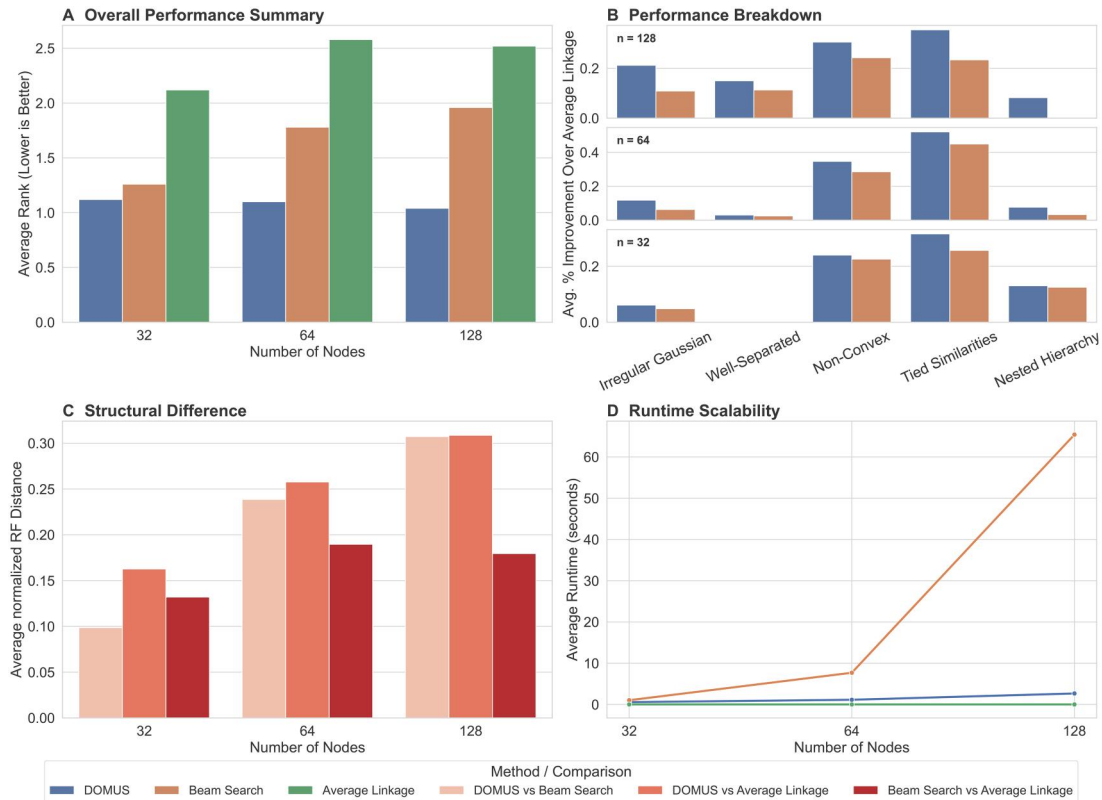 A Overall Performance Summary
Average Rank (Lower is Better)
2.5
2.0
1.5
1.0
0.5
0.0
32 64 128
Number of Nodes
B Performance Breakdown
Avg. % Improvement Over Average Linkage
n = 128
0.2
0.0
n = 64
0.4
0.2
0.0
n = 32
0.2
0.0
Irregular Gaussian Well-Separated Non-Convex Tied Similarities Nested Hierarchy
C Structural Difference
Average normalized RF Distance
0.30
0.25
0.20
0.15
0.10
0.05
0.00
32 64 128
Number of Nodes
D Runtime Scalability
Average Runtime (seconds)
60
50
40
30
20
10
0
32 64 128
Number of Nodes
Method / Comparison
DOMUS Beam Search Average Linkage DOMUS vs Beam Search DOMUS vs Average Linkage Beam Search vs Average Linkage